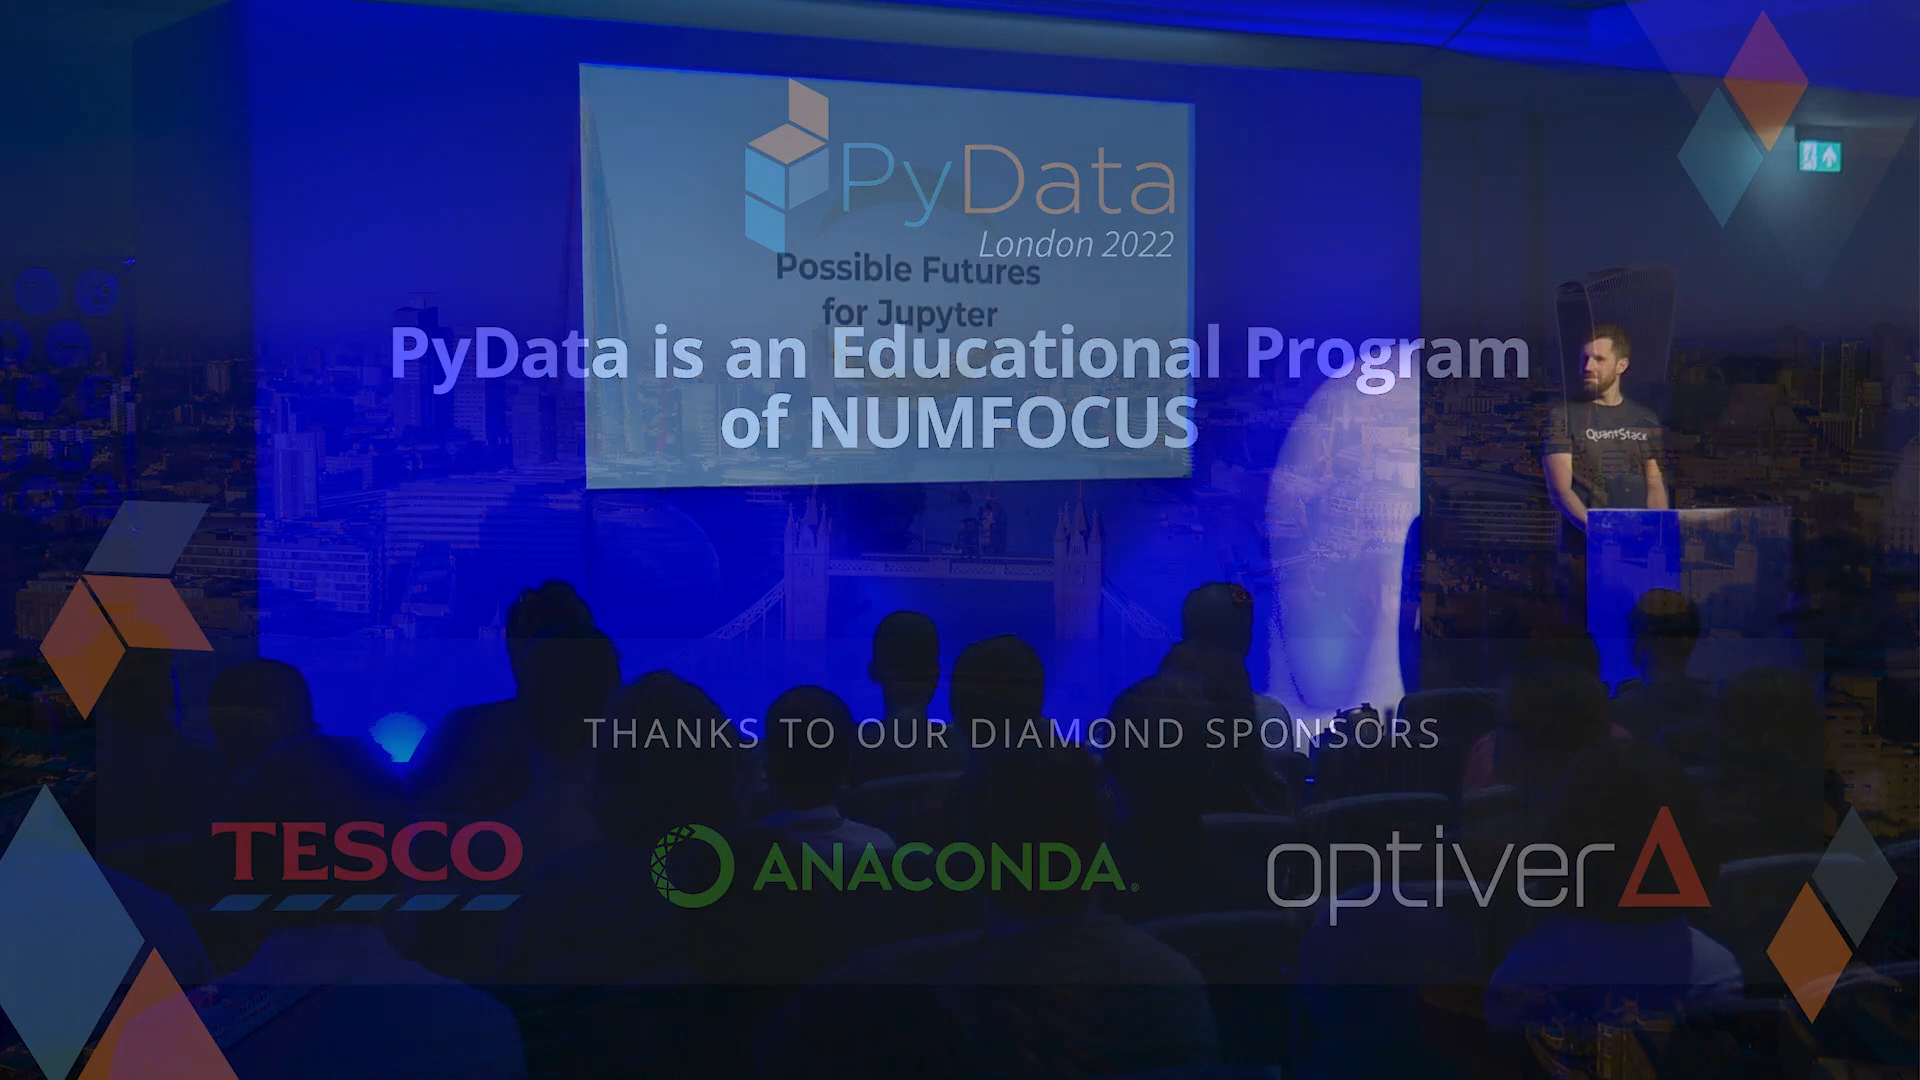 PyData
London 2022
Possible Futures
for Jupyter
PyData is an Educational Program
of NUMFOCUS
QuantStack
THANKS TO OUR DIAMOND SPONSORS
TESCO
ANACONDA®
optiver